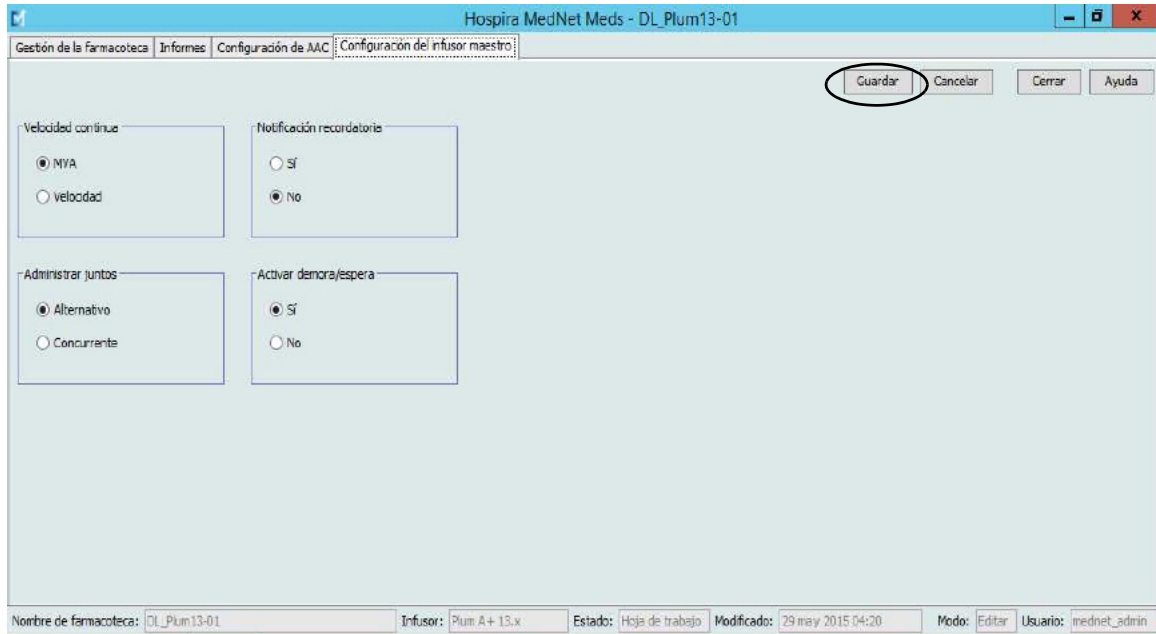 Hospira MedNet Meds - DL_Plum13-01
Gestión de la farmacoteca Informes Configuración de AAC Configuración del infusor maestro
Guardar Cancelar Cerrar Ayuda
Velocidad continua Notificación recordatoria
MVA Sí
Velocidad No
Administrar juntos Activar demora/espera
Alternativo Sí
Concurrente No
Nombre de farmacoteca: DL_Plum13-01 Infusor: Plum A+ 13.x Estado: Hoja de trabajo Modificado: 29 may 2015 04:20 Modo: Editar Usuario: mednet_admin